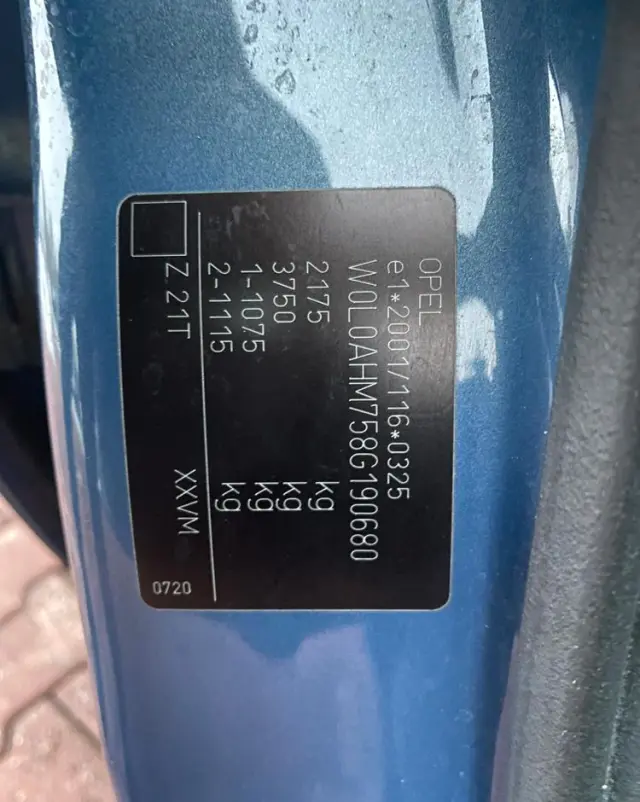 OPEL
e1*2001/116*0325
W0L0AHM758G190680
2175 kg
3750 kg
1-1075 kg
2-1115 kg
Z 21T XXVM
0720